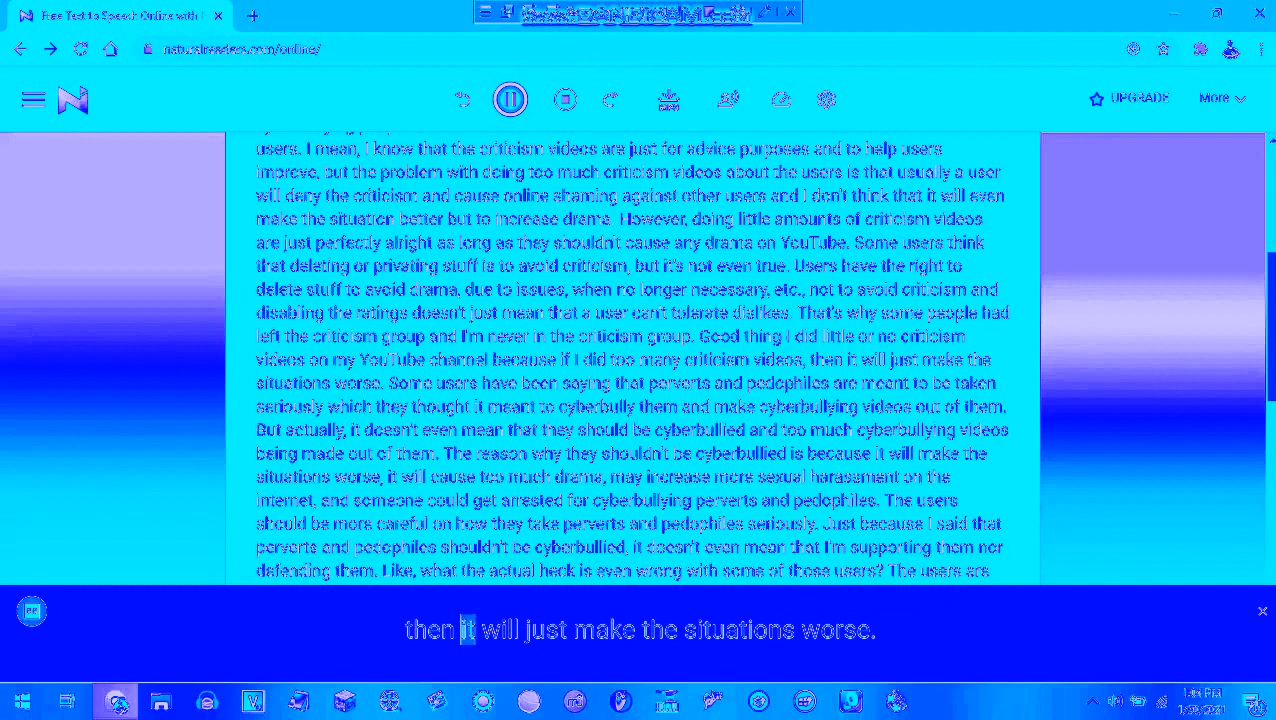 Free Text to Speech Online with
naturalreaders.com/online/
UPGRADE
More
users. I mean, I know that the criticism videos are just for advice purposes and to help users
improve, but the problem with doing too much criticism videos about the users is that usually a user
will deny the criticism and cause online shaming against other users and I don't think that it will even
make the situation better but to increase drama. However, doing little amounts of criticism videos
are just perfectly alright as long as they shouldn't cause any drama on YouTube. Some users think
that deleting or privating stuff is to avoid criticism, but it's not even true. Users have the right to
delete stuff to avoid drama, due to issues, when no longer necessary, etc., not to avoid criticism and
disabling the ratings doesn't just mean that a user can't tolerate dislikes. That's why some people had
left the criticism group and I'm never in the criticism group. Good thing I did little or no criticism
videos on my YouTube channel because if I did too many criticism videos, then it will just make the
situations worse. Some users have been saying that perverts and pedophiles are meant to be taken
seriously which they thought it meant to cyberbully them and make cyberbullying videos out of them.
But actually, it doesn't even mean that they should be cyberbullied and too much cyberbullying videos
being made out of them. The reason why they shouldn't be cyberbullied is because it will make the
situations worse, it will cause too much drama, may increase more sexual harassment on the
internet, and someone could get arrested for cyberbullying perverts and pedophiles. The users
should be more careful on how they take perverts and pedophiles seriously. Just because I said that
perverts and pedophiles shouldn't be cyberbullied, it doesn't even mean that I'm supporting them nor
defending them. Like, what the actual heck is even wrong with some of those users? The users are
then it will just make the situations worse.